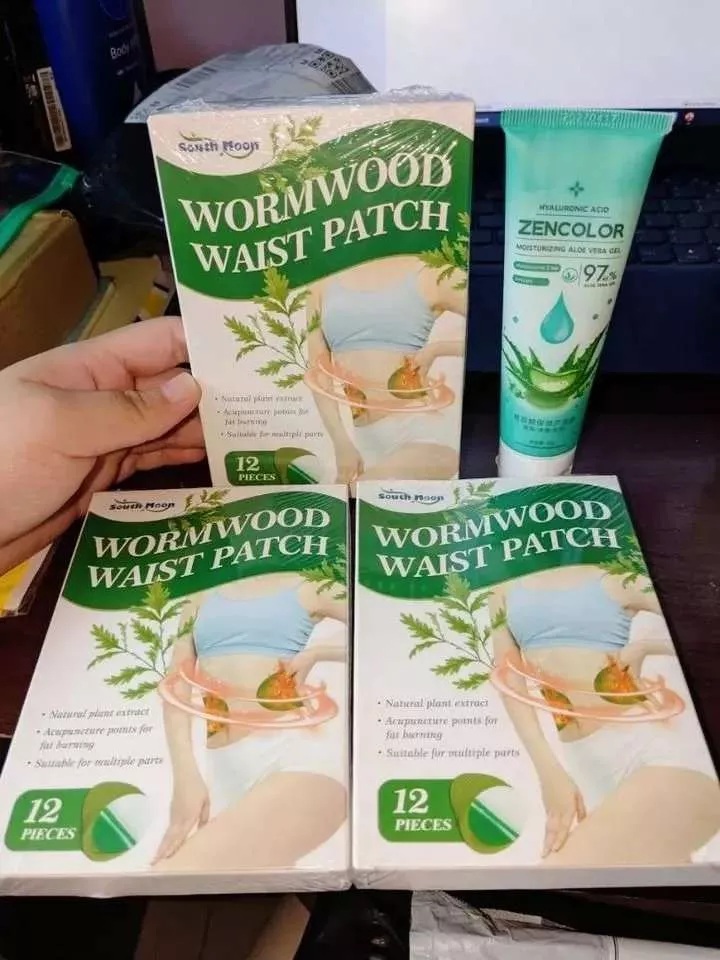 Body
South Moon
WORMWOOD
WAIST PATCH
• Natural plant extract
• Acupuncture points for
fat burning
• Suitable for multiple parts
12
PIECES
HYALURONIC ACID
ZENCOLOR
MOISTURIZING ALOE VERA GEL
97%
South Moon
WORMWOOD
WAIST PATCH
• Natural plant extract
• Acupuncture points for
fat burning
• Suitable for multiple parts
12
PIECES
South Moon
WORMWOOD
WAIST PATCH
• Natural plant extract
• Acupuncture points for
fat burning
• Suitable for multiple parts
12
PIECES